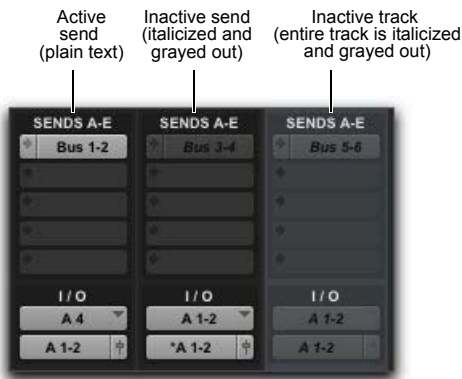 Active
send
(plain text)
Inactive send
(italicized and
grayed out)
Inactive track
(entire track is italicized
and grayed out)
SENDS A-E
SENDS A-E
SENDS A-E
Bus 1-2
Bus 3-4
Bus 5-6
I / O
I / O
I / O
A 4
A 1-2
A 1-2
A 1-2
*A 1-2
A 1-2